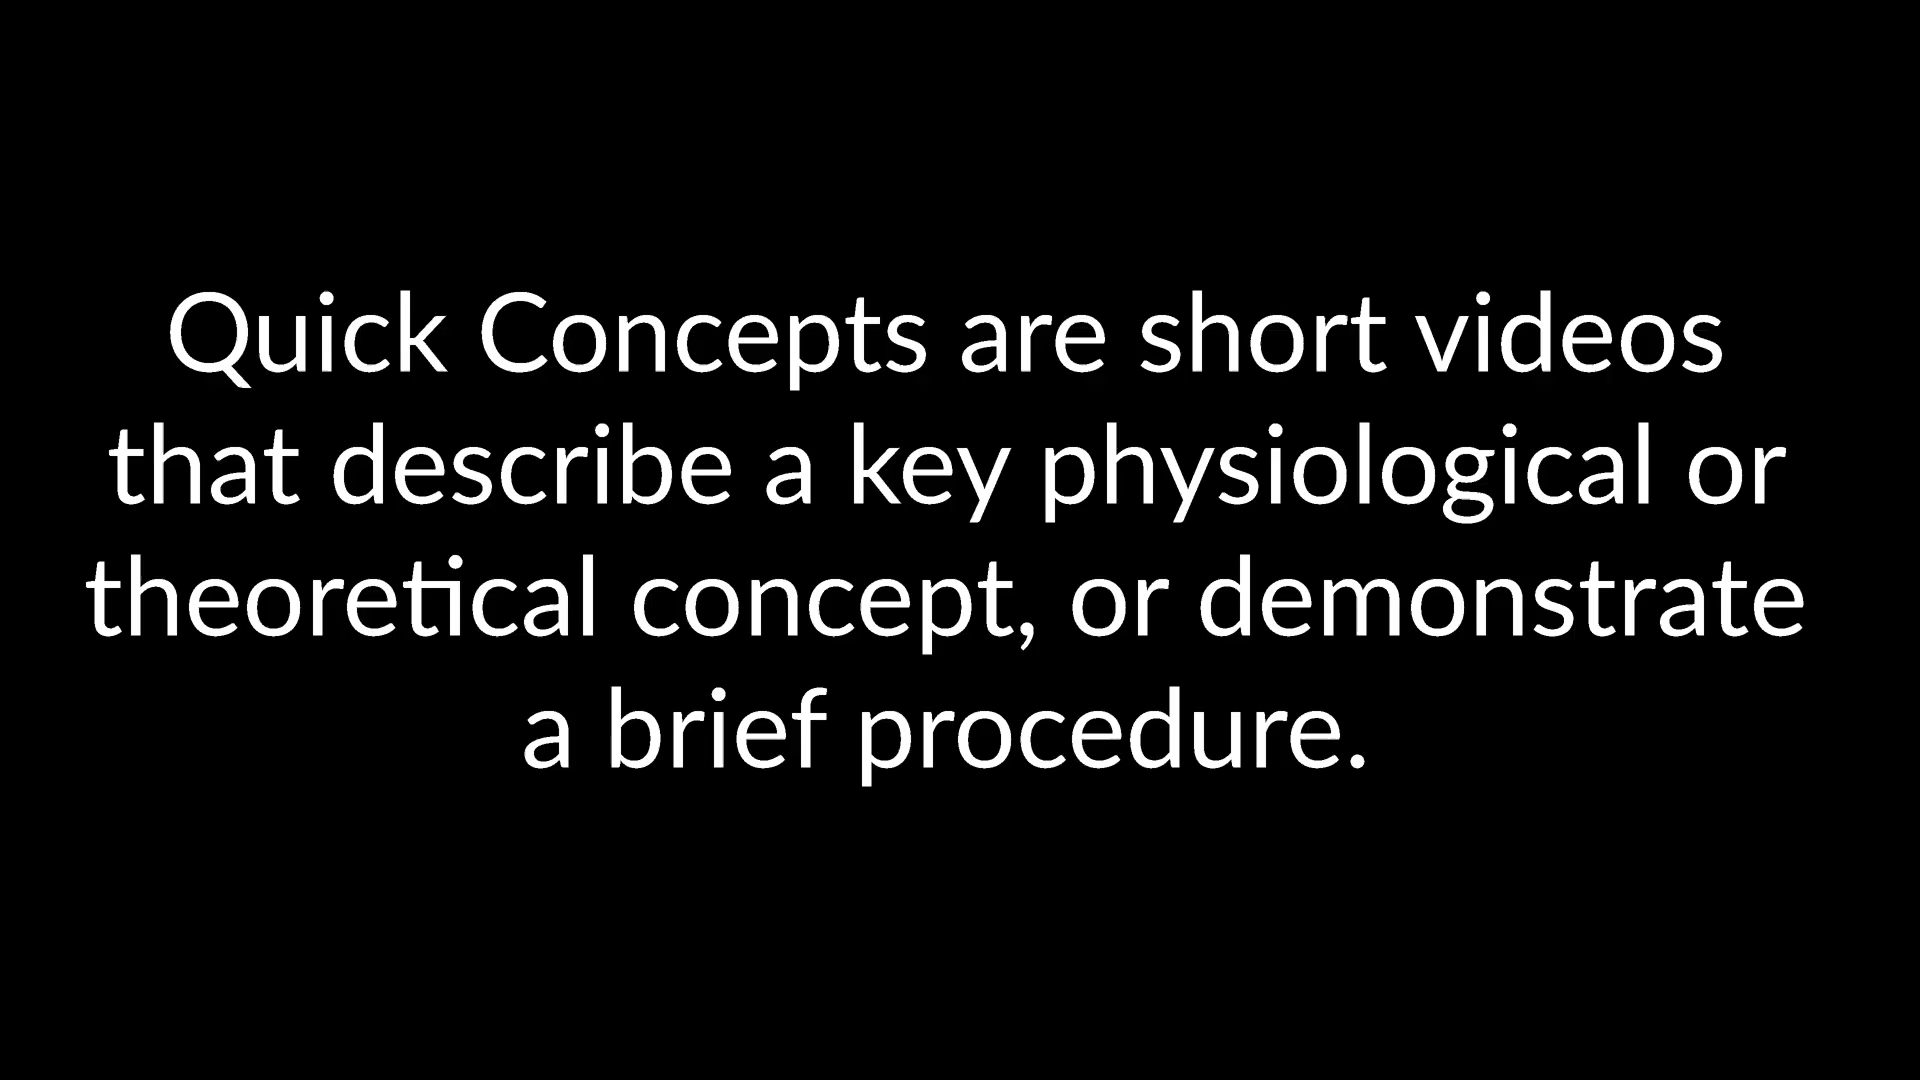 Quick Concepts are short videos
that describe a key physiological or
theoretical concept, or demonstrate
a brief procedure.